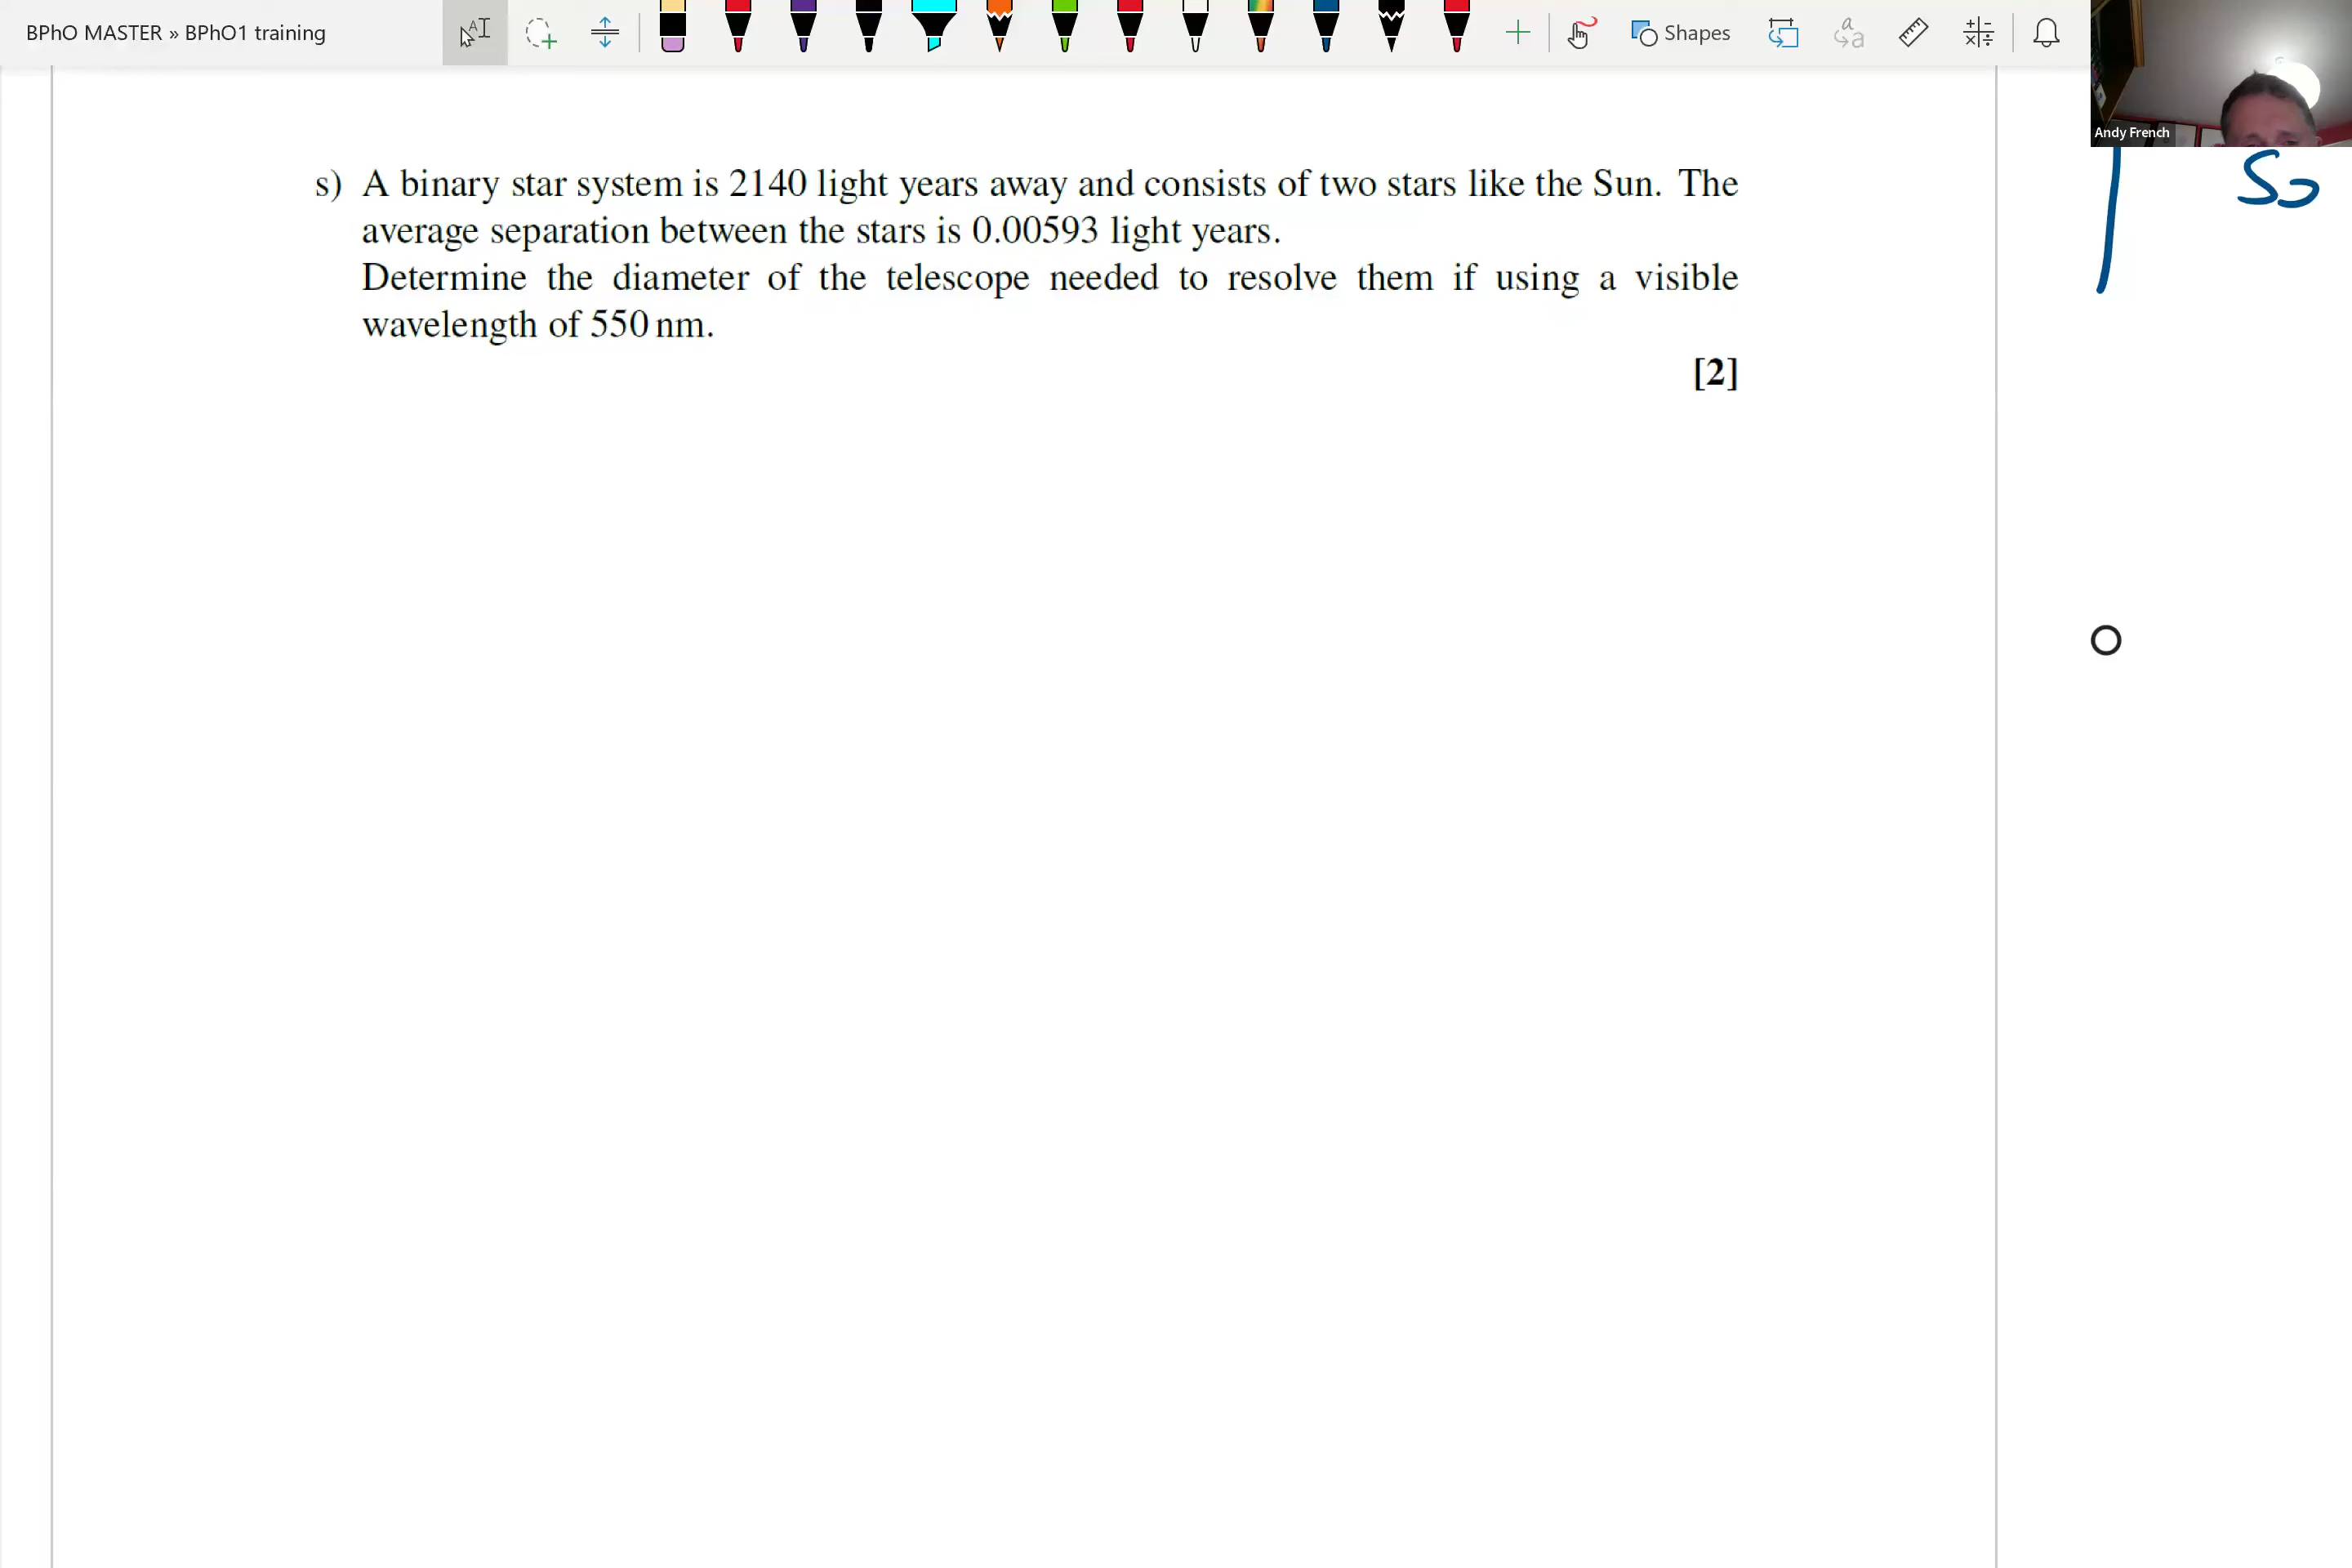 BPhO MASTER » BPhO1 training
Shapes
Andy French
s) A binary star system is 2140 light years away and consists of two stars like the Sun. The
average separation between the stars is 0.00593 light years.
Determine the diameter of the telescope needed to resolve them if using a visible
wavelength of 550 nm.
[2]